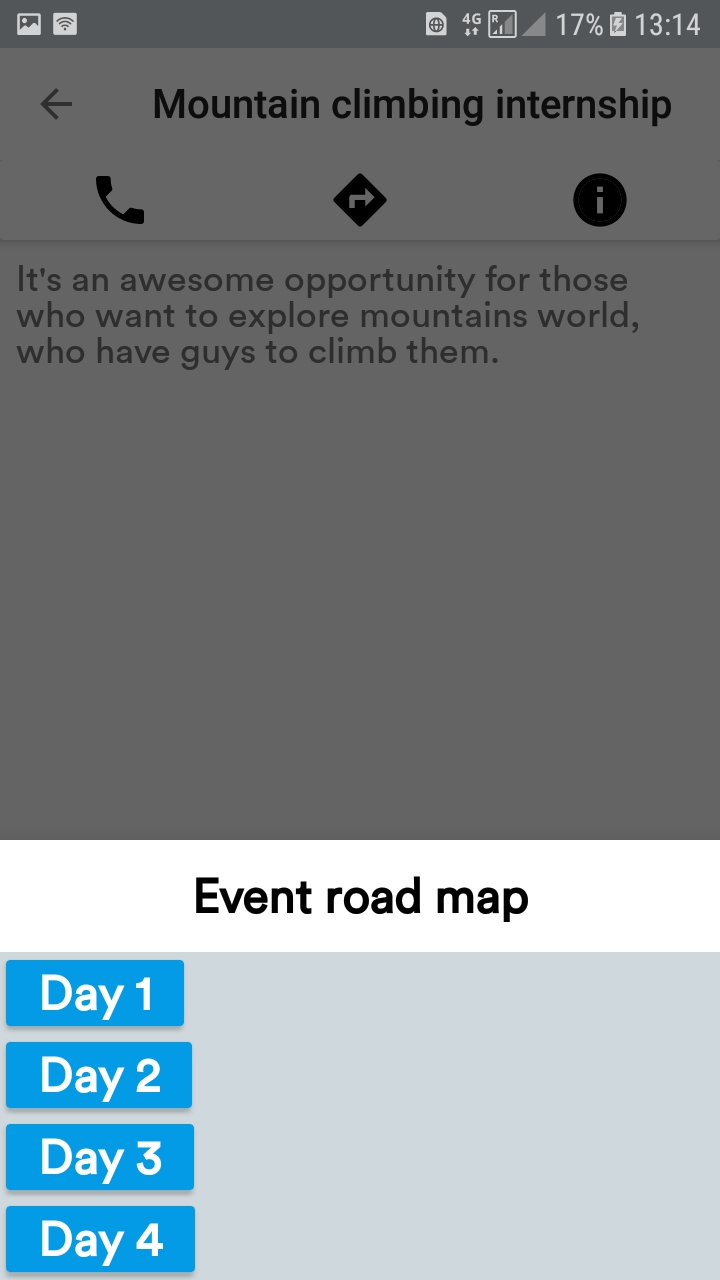 4G R 17% 13:14
Mountain climbing internship
It's an awesome opportunity for those
who want to explore mountains world,
who have guys to climb them.
Event road map
Day 1
Day 2
Day 3
Day 4